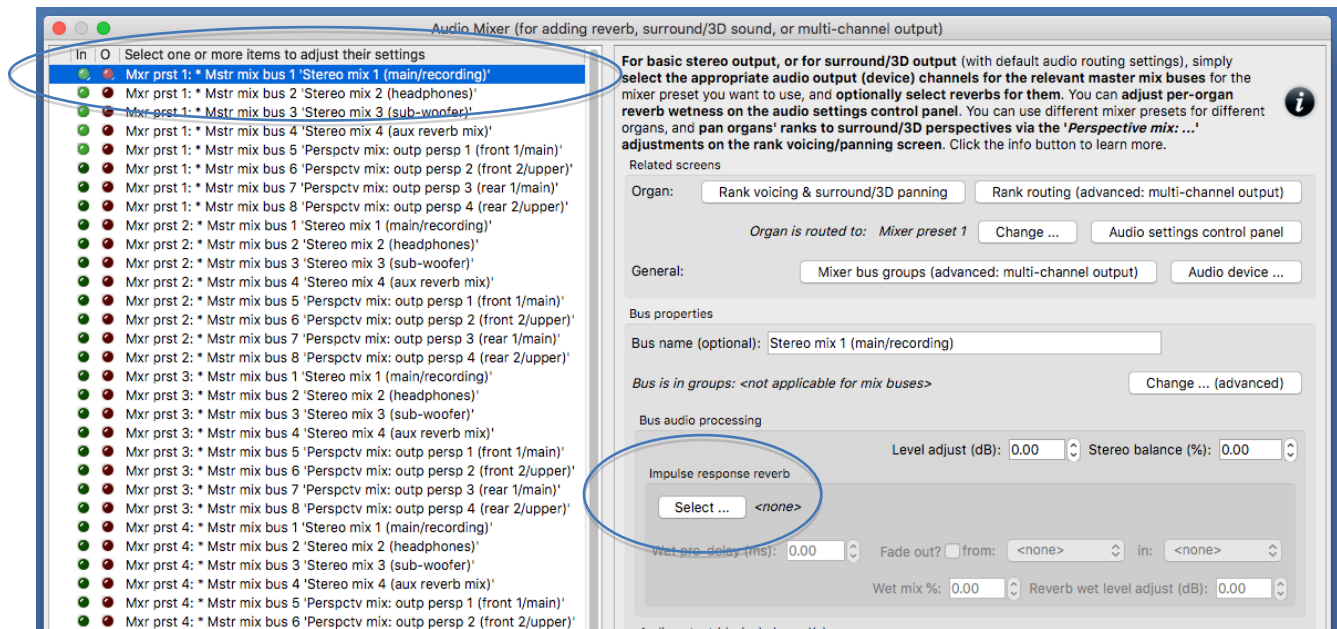 Audio Mixer (for adding reverb, surround/3D sound, or multi-channel output)
In O Select one or more items to adjust their settings
Mxr prst 1: * Mstr mix bus 1 'Stereo mix 1 (main/recording)'
Mxr prst 1: * Mstr mix bus 2 'Stereo mix 2 (headphones)'
Mxr prst 1: * Mstr mix bus 3 'Stereo mix 3 (sub-woofer)'
Mxr prst 1: * Mstr mix bus 4 'Stereo mix 4 (aux reverb mix)'
Mxr prst 1: * Mstr mix bus 5 'Perspctv mix: outp persp 1 (front 1/main)'
Mxr prst 1: * Mstr mix bus 6 'Perspctv mix: outp persp 2 (front 2/upper)'
Mxr prst 1: * Mstr mix bus 7 'Perspctv mix: outp persp 3 (rear 1/main)'
Mxr prst 1: * Mstr mix bus 8 'Perspctv mix: outp persp 4 (rear 2/upper)'
Mxr prst 2: * Mstr mix bus 1 'Stereo mix 1 (main/recording)'
Mxr prst 2: * Mstr mix bus 2 'Stereo mix 2 (headphones)'
Mxr prst 2: * Mstr mix bus 3 'Stereo mix 3 (sub-woofer)'
Mxr prst 2: * Mstr mix bus 4 'Stereo mix 4 (aux reverb mix)'
Mxr prst 2: * Mstr mix bus 5 'Perspctv mix: outp persp 1 (front 1/main)'
Mxr prst 2: * Mstr mix bus 6 'Perspctv mix: outp persp 2 (front 2/upper)'
Mxr prst 2: * Mstr mix bus 7 'Perspctv mix: outp persp 3 (rear 1/main)'
Mxr prst 2: * Mstr mix bus 8 'Perspctv mix: outp persp 4 (rear 2/upper)'
Mxr prst 3: * Mstr mix bus 1 'Stereo mix 1 (main/recording)'
Mxr prst 3: * Mstr mix bus 2 'Stereo mix 2 (headphones)'
Mxr prst 3: * Mstr mix bus 3 'Stereo mix 3 (sub-woofer)'
Mxr prst 3: * Mstr mix bus 4 'Stereo mix 4 (aux reverb mix)'
Mxr prst 3: * Mstr mix bus 5 'Perspctv mix: outp persp 1 (front 1/main)'
Mxr prst 3: * Mstr mix bus 6 'Perspctv mix: outp persp 2 (front 2/upper)'
Mxr prst 3: * Mstr mix bus 7 'Perspctv mix: outp persp 3 (rear 1/main)'
Mxr prst 3: * Mstr mix bus 8 'Perspctv mix: outp persp 4 (rear 2/upper)'
Mxr prst 4: * Mstr mix bus 1 'Stereo mix 1 (main/recording)'
Mxr prst 4: * Mstr mix bus 2 'Stereo mix 2 (headphones)'
Mxr prst 4: * Mstr mix bus 3 'Stereo mix 3 (sub-woofer)'
Mxr prst 4: * Mstr mix bus 4 'Stereo mix 4 (aux reverb mix)'
Mxr prst 4: * Mstr mix bus 5 'Perspctv mix: outp persp 1 (front 1/main)'
Mxr prst 4: * Mstr mix bus 6 'Perspctv mix: outp persp 2 (front 2/upper)'
For basic stereo output, or for surround/3D output (with default audio routing settings), simply
select the appropriate audio output (device) channels for the relevant master mix buses for the
mixer preset you want to use, and optionally select reverbs for them. You can adjust per-organ
reverb wetness on the audio settings control panel. You can use different mixer presets for different
organs, and pan organs' ranks to surround/3D perspectives via the 'Perspective mix: ...'
adjustments on the rank voicing/panning screen. Click the info button to learn more.
i
Related screens
Organ: Rank voicing & surround/3D panning Rank routing (advanced: multi-channel output)
Organ is routed to: Mixer preset 1 Change ... Audio settings control panel
General: Mixer bus groups (advanced: multi-channel output) Audio device ...
Bus properties
Bus name (optional): Stereo mix 1 (main/recording)
Bus is in groups: <not applicable for mix buses> Change ... (advanced)
Bus audio processing
Level adjust (dB): 0.00 Stereo balance (%): 0.00
Impulse response reverb
Select ... <none>
Wet pre-delay (ms): 0.00 Fade out? from: <none> in: <none>
Wet mix %: 0.00 Reverb wet level adjust (dB): 0.00